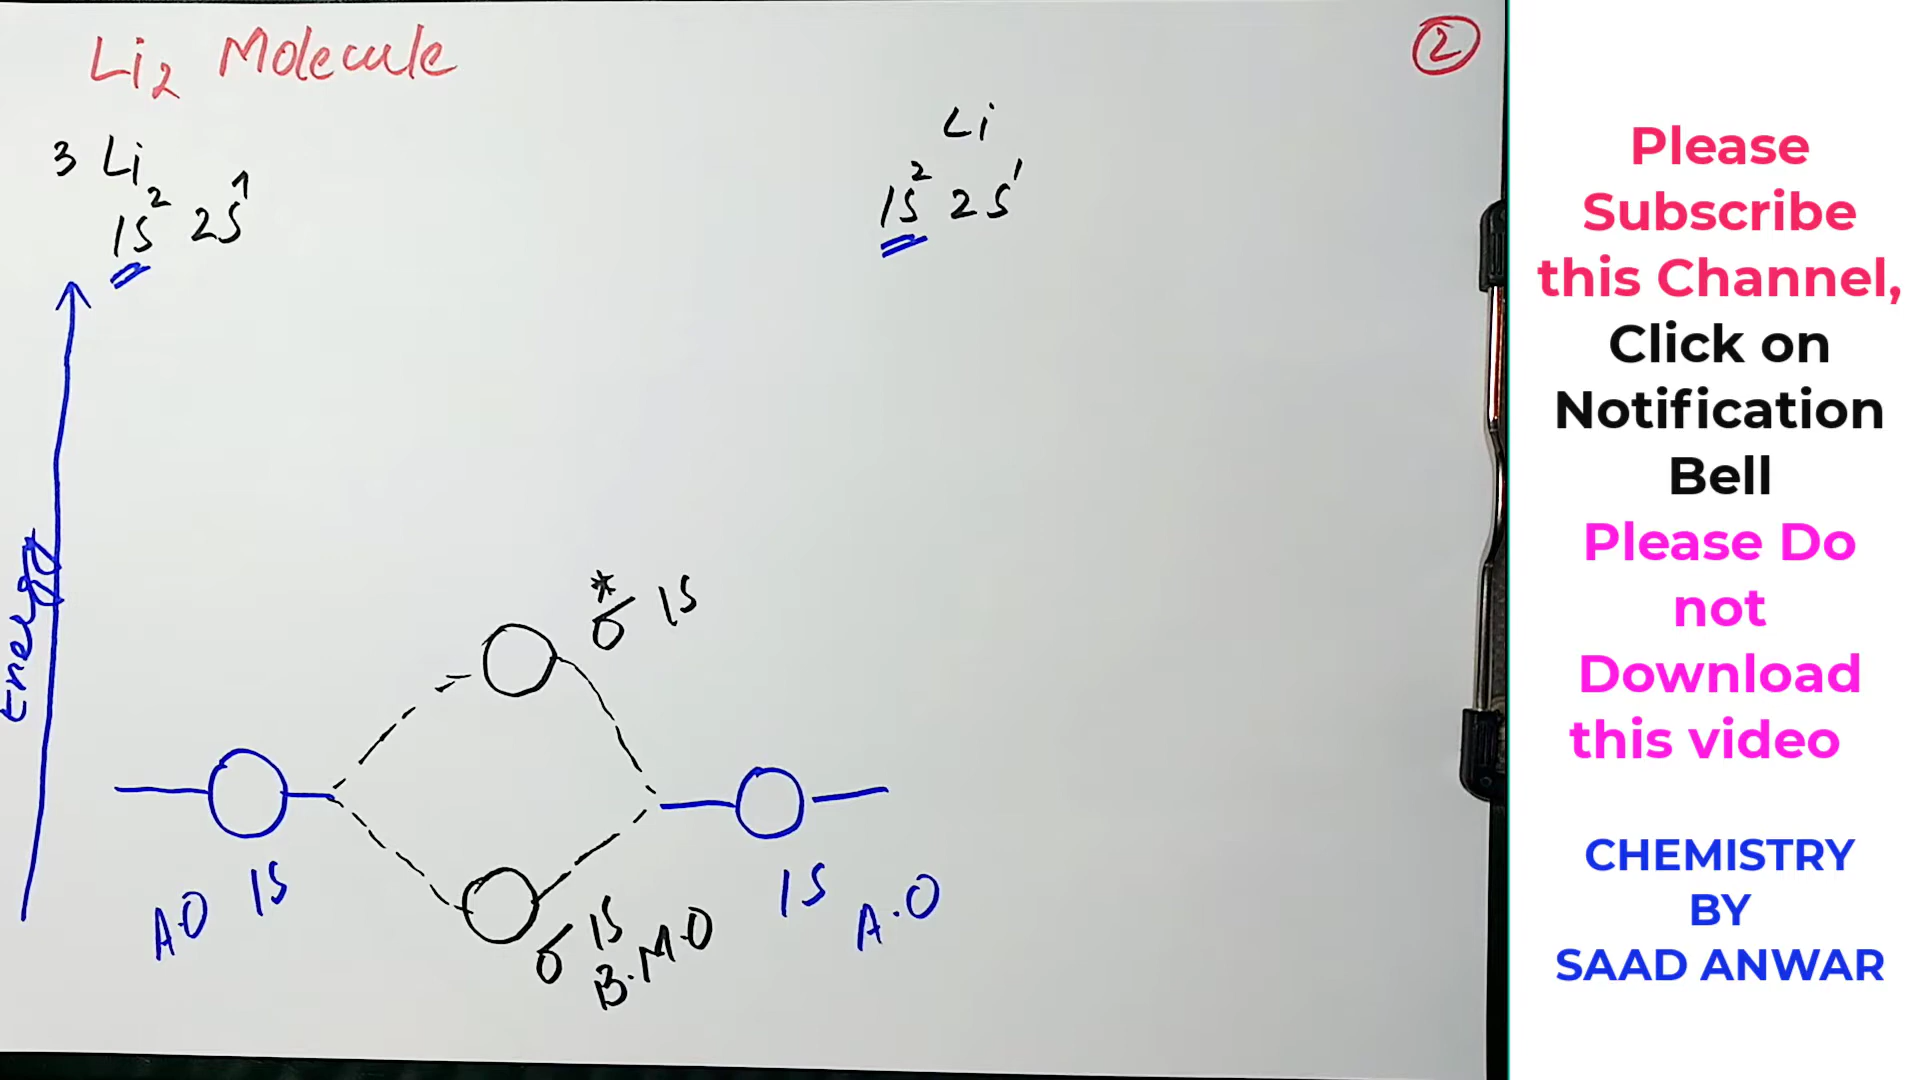 Li₂ Molecule
②
3 Li
1S² 2S¹
Li
1S² 2S¹
Energy
* σ 1S
1S
A.O
σ 1S
B.M.O
1S
A.O
Please
Subscribe
this Channel,
Click on
Notification
Bell
Please Do
not
Download
this video
CHEMISTRY
BY
SAAD ANWAR